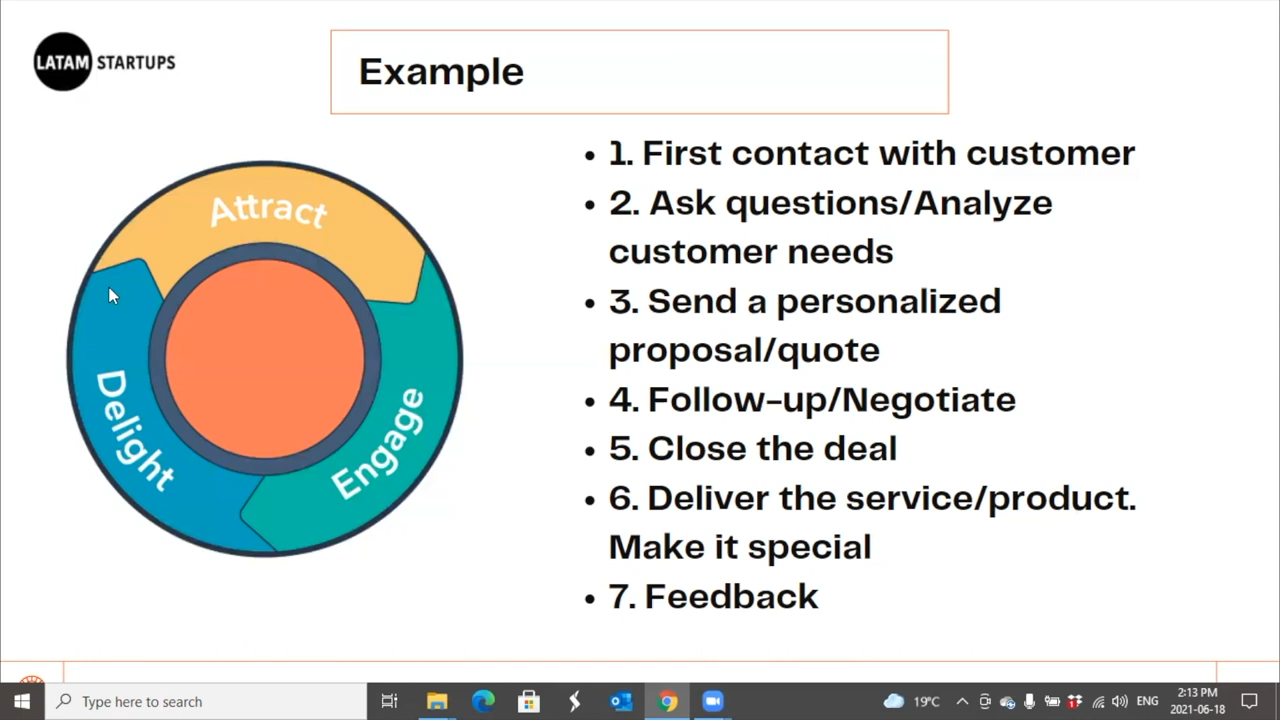 LATAM STARTUPS
Example
Attract
Engage
Delight
• 1. First contact with customer
• 2. Ask questions/Analyze
customer needs
• 3. Send a personalized
proposal/quote
• 4. Follow-up/Negotiate
• 5. Close the deal
• 6. Deliver the service/product.
Make it special
• 7. Feedback
Type here to search
19°C
ENG
2:13 PM
2021-06-18